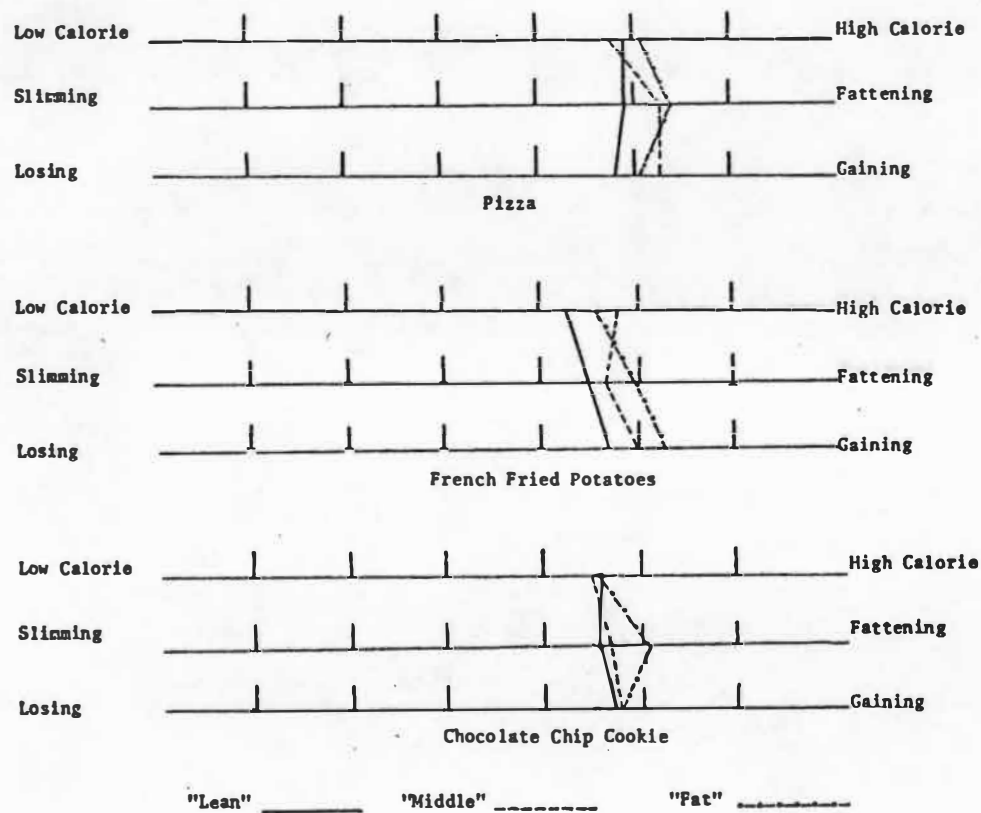 Low Calorie High Calorie
Slimming Fattening
Losing Gaining
Pizza
Low Calorie High Calorie
Slimming Fattening
Losing Gaining
French Fried Potatoes
Low Calorie High Calorie
Slimming Fattening
Losing Gaining
Chocolate Chip Cookie
"Lean" "Middle" "Fat"